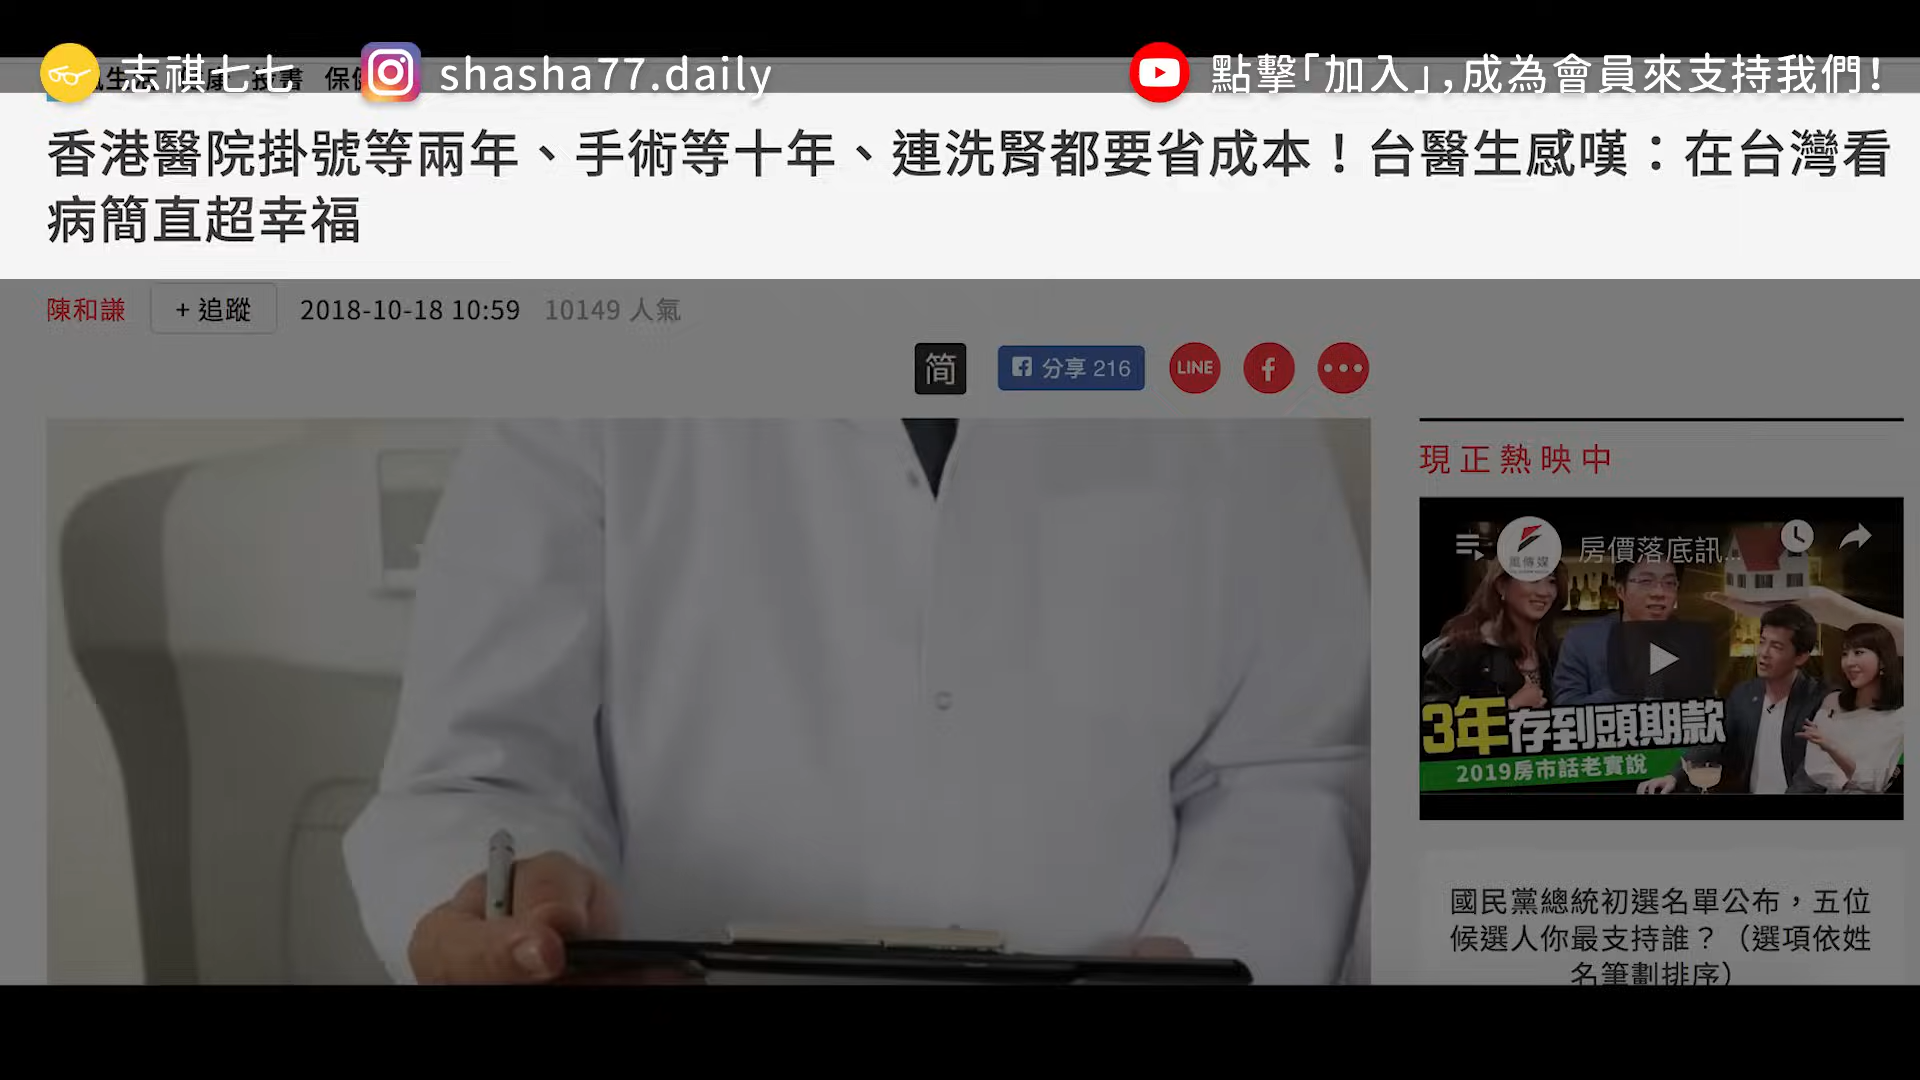 志祺七七
shasha77.daily
點擊「加入」,成為會員來支持我們!
香港醫院掛號等兩年、手術等十年、連洗腎都要省成本!台醫生感嘆:在台灣看
病簡直超幸福
陳和謙
+ 追蹤
2018-10-18 10:59
10149 人氣
简
分享 216
LINE
現正熱映中
風傳媒
房價落底訊...
3年存到頭期款
2019房市話老實說
國民黨總統初選名單公布,五位
候選人你最支持誰?(選項依姓
名筆劃排序)